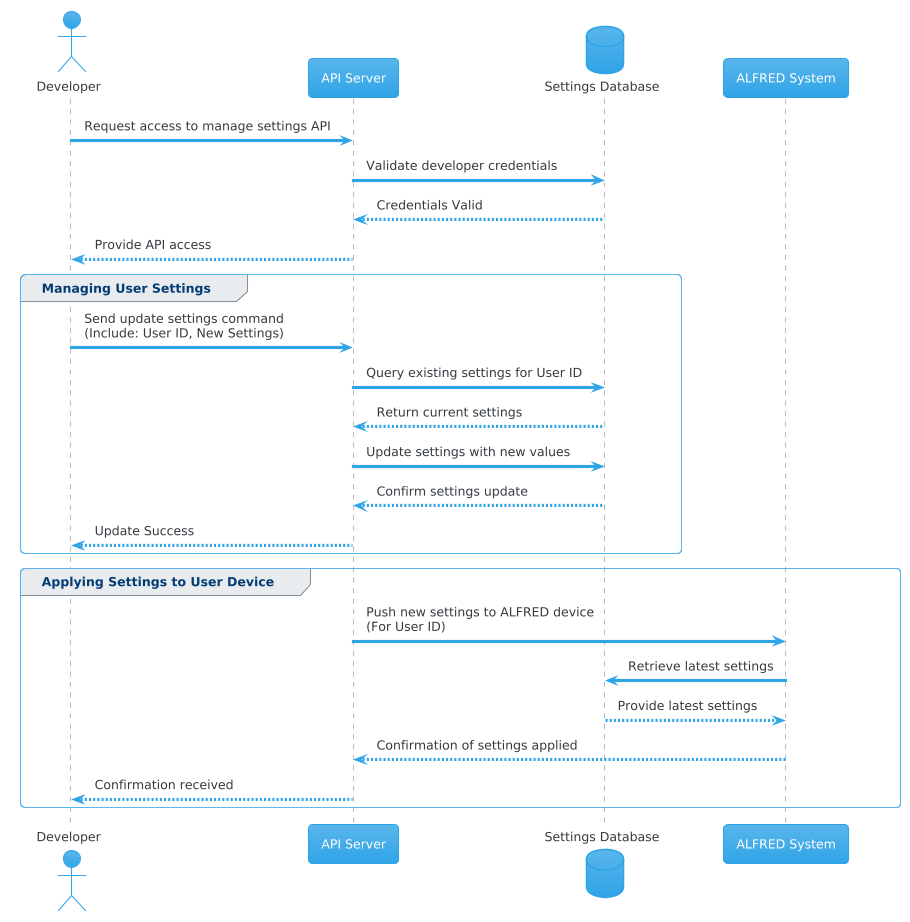 Developer
API Server
Settings Database
ALFRED System
Request access to manage settings API
Validate developer credentials
Credentials Valid
Provide API access
Managing User Settings
Send update settings command
(Include: User ID, New Settings)
Query existing settings for User ID
Return current settings
Update settings with new values
Confirm settings update
Update Success
Applying Settings to User Device
Push new settings to ALFRED device
(For User ID)
Retrieve latest settings
Provide latest settings
Confirmation of settings applied
Confirmation received
Developer
API Server
Settings Database
ALFRED System